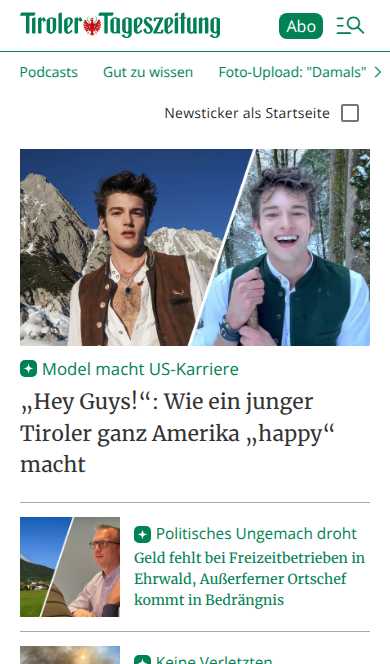 Tiroler Tageszeitung
Abo
Podcasts Gut zu wissen Foto-Upload: "Damals"
Newsticker als Startseite
Model macht US-Karriere
„Hey Guys!“: Wie ein junger
Tiroler ganz Amerika „happy“
macht
Politisches Ungemach droht
Geld fehlt bei Freizeitbetrieben in
Ehrwald, Außerferner Ortschef
kommt in Bedrängnis
Keine Verletzten